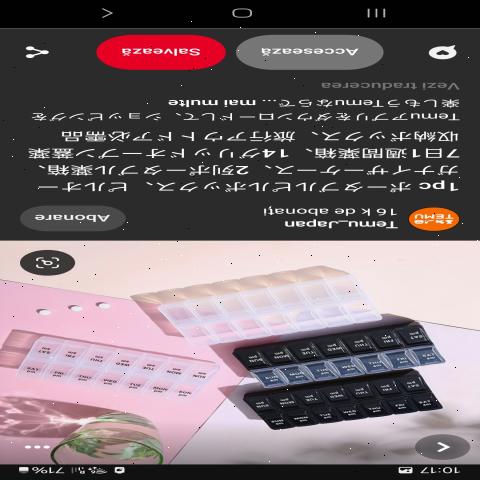 10:17 71%
TEMU
Temu_Japan
16 k de abonați
Abonare
1pc ポータブルピルボックス、ピルオー
ガナイザーケース、2列ポータブル薬箱、
7日1週間薬箱、14グリッドオープン蓋薬
収納ボックス、旅行アウトドア必需品
Temuアプリをダウンロードして、ショッピングを
楽しもうTemuならで... mai multe
Vezi traducerea
Accesează
Salvează